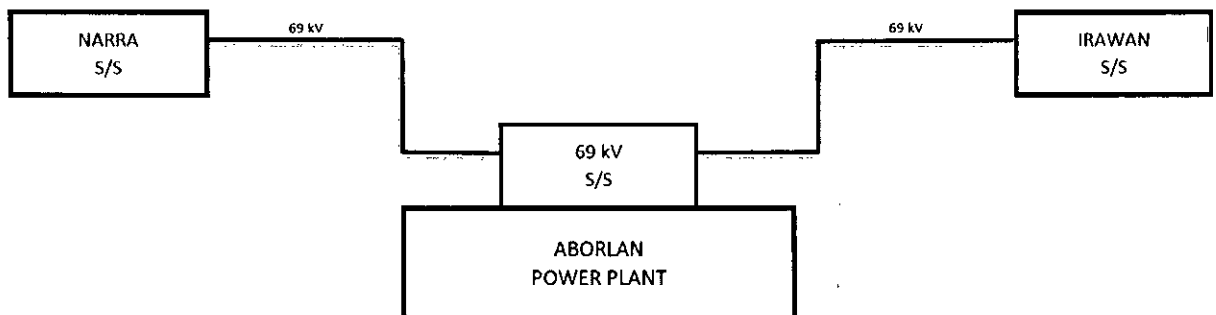 NARRA
S/S
69 kV
69 kV
IRAWAN
S/S
69 kV
S/S
ABORLAN
POWER PLANT